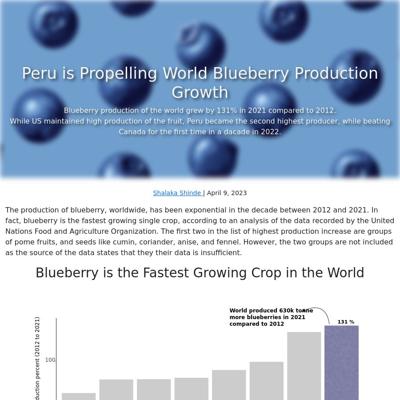 Peru is Propelling World Blueberry Production
Growth
Blueberry production of the world grew by 131% in 2021 compared to 2012.
While US maintained high production of the fruit, Peru became the second highest producer, while beating
Canada for the first time in a dacade in 2022.
Shalaka Shinde | April 9, 2023
The production of blueberry, worldwide, has been exponential in the decade between 2012 and 2021. In
fact, blueberry is the fastest growing single crop, according to an analysis of the data recorded by the United
Nations Food and Agriculture Organization. The first two in the list of highest production increase are groups
of pome fruits, and seeds like cumin, coriander, anise, and fennel. However, the two groups are not included
as the source of the data states that they their data is insufficient.
Blueberry is the Fastest Growing Crop in the World
World produced 630k tonne
more blueberries in 2021
compared to 2012
131 %
100
duction percent (2012 to 2021)